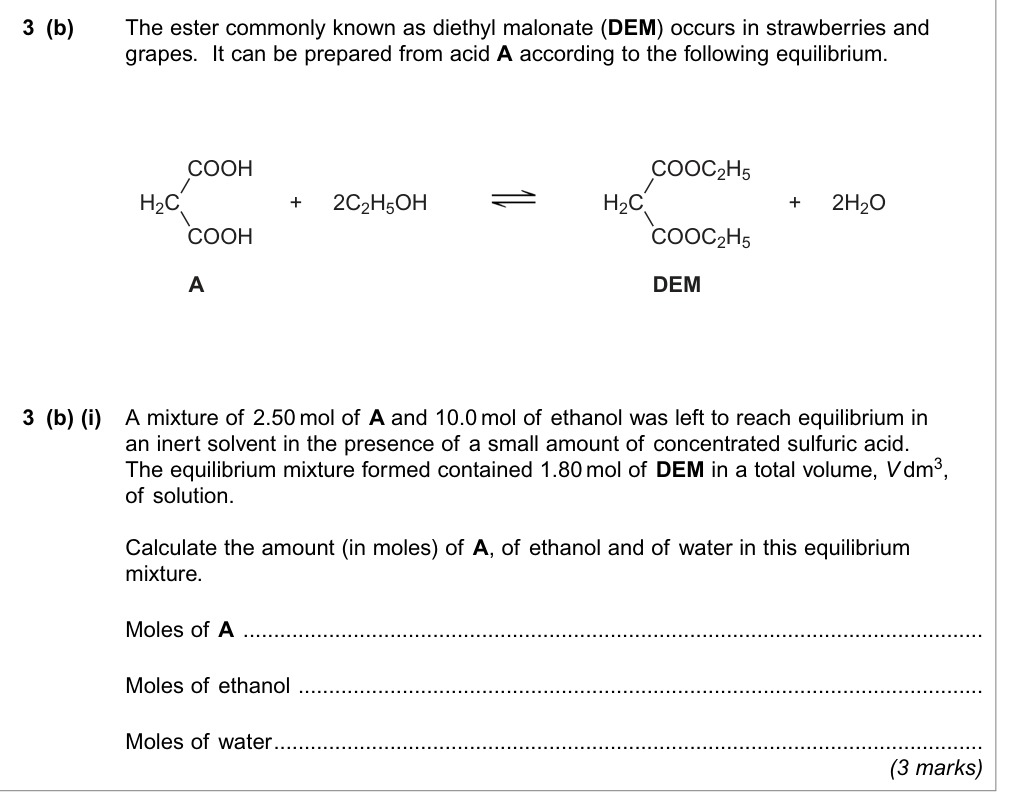 3 (b) The ester commonly known as diethyl malonate (DEM) occurs in strawberries and
grapes. It can be prepared from acid A according to the following equilibrium.
COOH COOC₂H₅
H₂C + 2C₂H₅OH ⇌ H₂C + 2H₂O
COOH COOC₂H₅
A DEM
3 (b) (i) A mixture of 2.50 mol of A and 10.0 mol of ethanol was left to reach equilibrium in
an inert solvent in the presence of a small amount of concentrated sulfuric acid.
The equilibrium mixture formed contained 1.80 mol of DEM in a total volume, V dm³,
of solution.
Calculate the amount (in moles) of A, of ethanol and of water in this equilibrium
mixture.
Moles of A ................................................................
Moles of ethanol ................................................................
Moles of water................................................................
(3 marks)